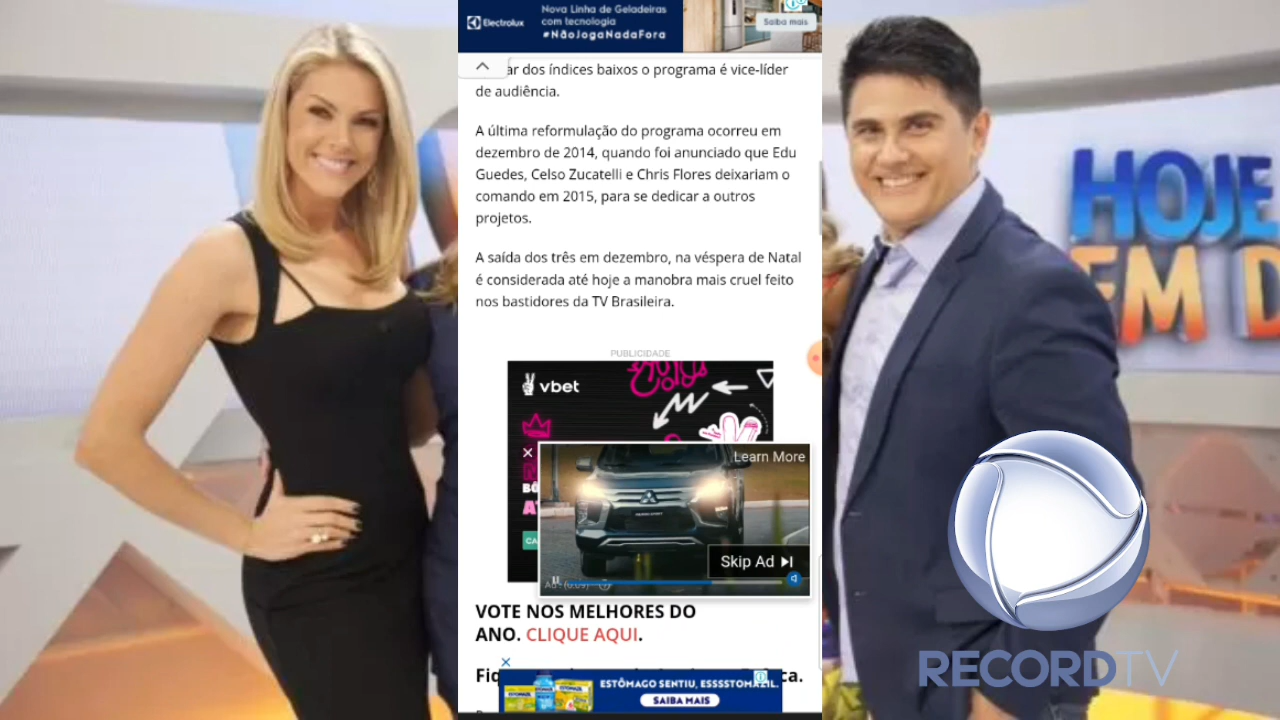 Electrolux
Nova Linha de Geladeiras
com tecnologia
#NãoJogaNadaFora
Saiba mais
ar dos índices baixos o programa é vice-líder
de audiência.
A última reformulação do programa ocorreu em
dezembro de 2014, quando foi anunciado que Edu
Guedes, Celso Zucatelli e Chris Flores deixariam o
comando em 2015, para se dedicar a outros
projetos.
A saída dos três em dezembro, na véspera de Natal
é considerada até hoje a manobra mais cruel feito
nos bastidores da TV Brasileira.
PUBLICIDADE
vbet
Learn More
Skip Ad
VOTE NOS MELHORES DO
ANO. CLIQUE AQUI.
ESTÔMAGO SENTIU, ESSSSTOMAZIL.
SAIBA MAIS
HOJE
EM D
RECORDTV